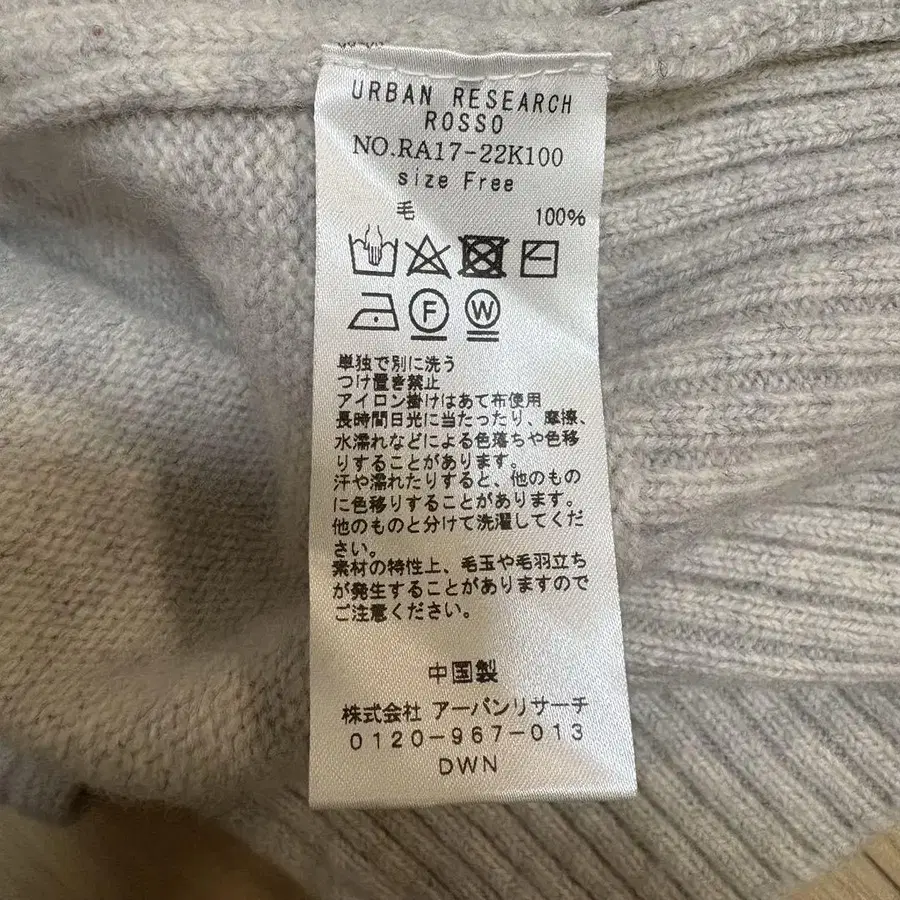 URBAN RESEARCH
ROSSO
NO.RA17-22K100
size Free
毛 100%
F W
単独で別に洗う
つけ置き禁止
アイロン掛けはあて布使用
長時間日光に当たったり、摩擦、
水濡れなどによる色落ちや色移
りすることがあります。
汗や濡れたりすると、他のもの
に色移りすることがあります。
他のものと分けて洗濯してくだ
さい。
素材の特性上、毛玉や毛羽立ち
が発生することがありますので
ご注意ください。
中国製
株式会社 アーバンリサーチ
0120-967-013
DWN